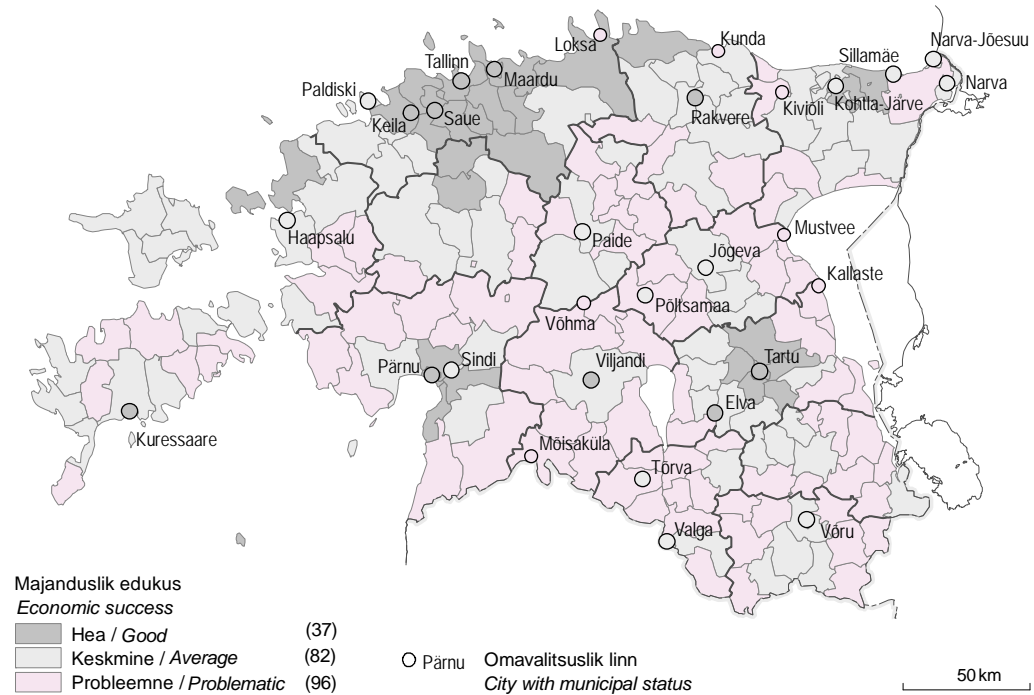 Loksa
Kunda
Narva-Jõesuu
Sillamäe
Tallinn
Maardu
Paldiski
Narva
Kiviõli
Kohtla-Järve
Keila
Saue
Rakvere
Haapsalu
Paide
Mustvee
Jõgeva
Kallaste
Põltsamaa
Võhma
Sindi
Pärnu
Viljandi
Tartu
Elva
Kuressaare
Mõisaküla
Tõrva
Valga
Võru
Majanduslik edukus
Economic success
Hea / Good (37)
Keskmine / Average (82)
Probleemne / Problematic (96)
Pärnu Omavalitsuslik linn
City with municipal status
50 km